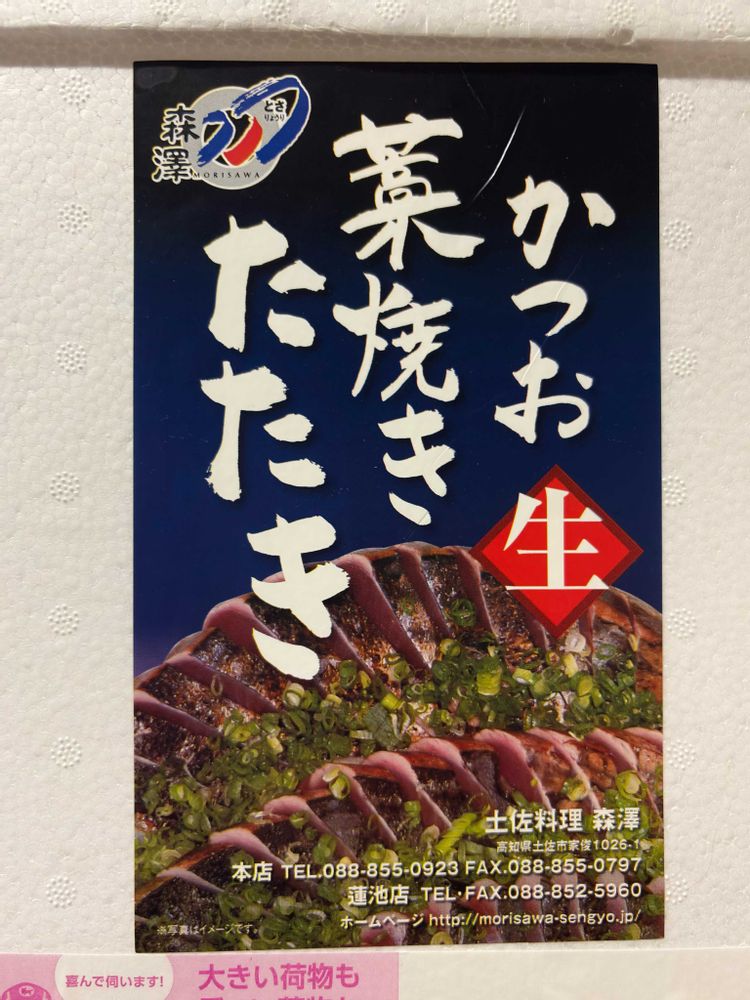 森澤
とさ
りょうり
MORISAWA
かつお
生
藁焼き
たたき
土佐料理 森澤
高知県土佐市家俊1026-1
本店 TEL.088-855-0923 FAX.088-855-0797
蓮池店 TEL・FAX.088-852-5960
ホームページ http://morisawa-sengyo.jp/
※写真はイメージです。
喜んで伺います!
大きい荷物も